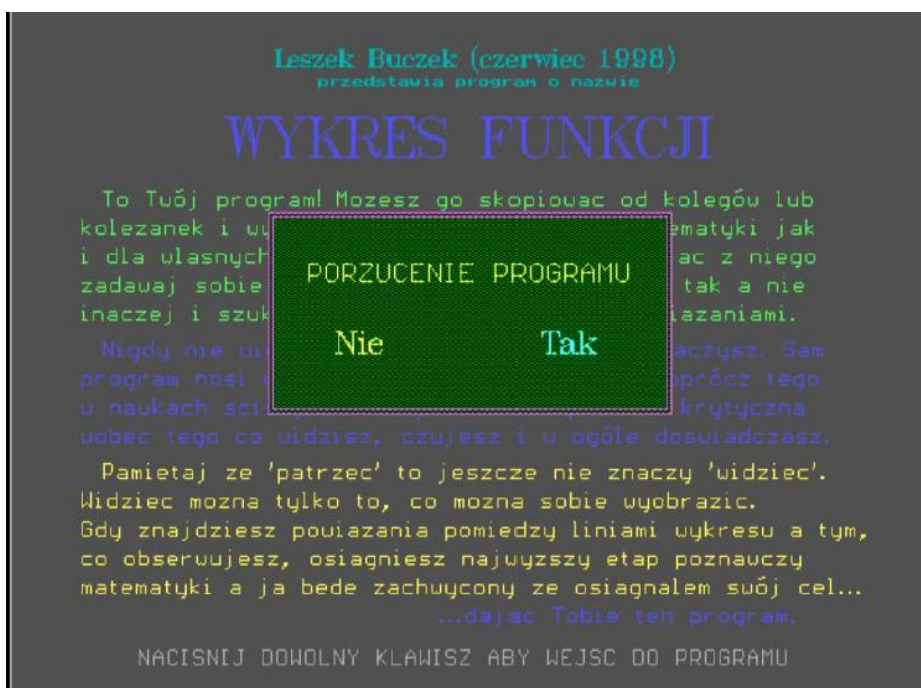 Leszek Buczek (czerwiec 1998)
przedstawia program o nazwie
WYKRES FUNKCJI
To Twój program! Mozesz go skopiowac od kolegów lub
kolezanek i ematyki jak
i dla wlasnych ac z niego
zadawaj sobie tak a nie
inaczej i szuk iazaniami.
PORZUCENIE PROGRAMU
Nie Tak
Nigdy nie aczysz. Sam
program nosi oprócz tego
w naukach krytyczna
wobec tego co widzisz, czujesz i w ogóle doswiadczasz.
Pamietaj ze 'patrzec' to jeszcze nie znaczy 'widziec'.
Widziec mozna tylko to, co mozna sobie wyobrazic.
Gdy znajdziesz powiazania pomiedzy liniami wykresu a tym,
co obserwujesz, osiagniesz najwyzszy etap poznawczy
matematyki a ja bede zachwycony ze osiagnalem swój cel...
...dajac Tobie ten program.
NACISNIJ DOWOLNY KLAWISZ ABY WEJSC DO PROGRAMU